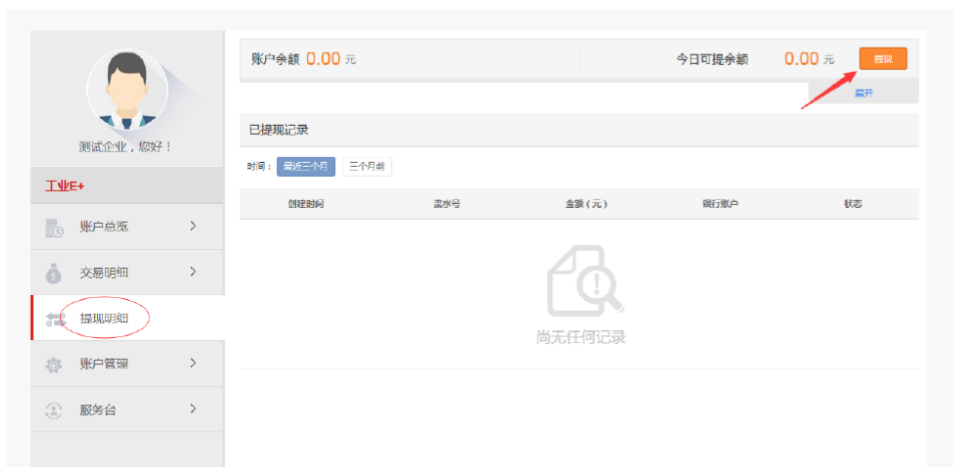 账户余额 0.00 元
今日可提余额 0.00 元 提现
展开
测试企业，您好！
已提现记录
时间： 最近三个月 三个月前
工业E+
创建时间 流水号 金额（元） 银行账户 状态
账户总览
交易明细
提现明细
尚无任何记录
账户管理
服务台